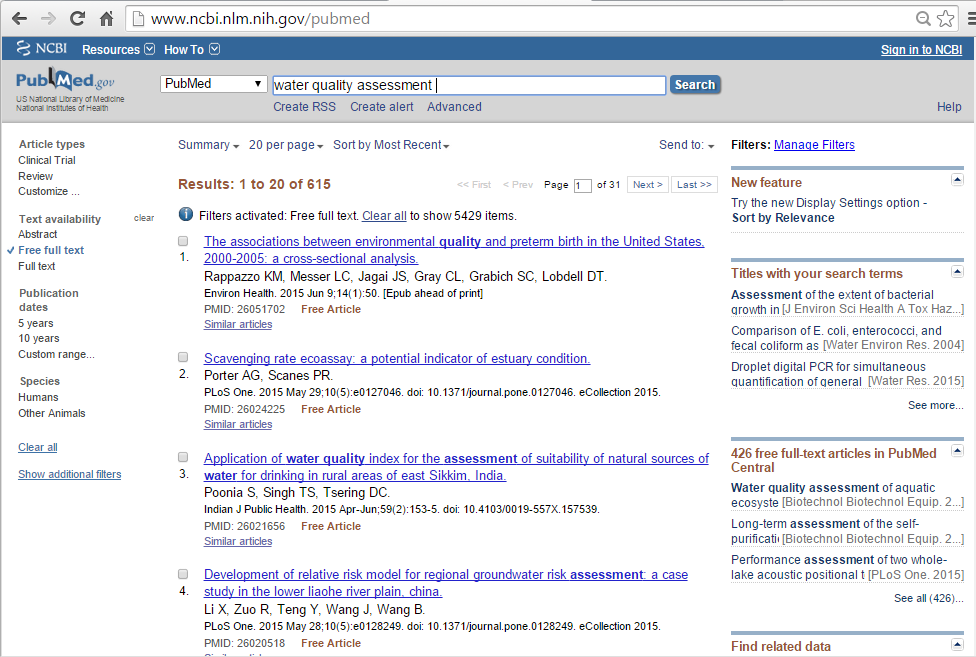 www.ncbi.nlm.nih.gov/pubmed
NCBI Resources How To Sign in to NCBI
PubMed.gov
US National Library of Medicine
National Institutes of Health
PubMed water quality assessment Search
Create RSS Create alert Advanced Help
Article types
Clinical Trial
Review
Customize ...
Text availability clear
Abstract
Free full text
Full text
Publication
dates
5 years
10 years
Custom range...
Species
Humans
Other Animals
Clear all
Show additional filters
Summary 20 per page Sort by Most Recent Send to:
Results: 1 to 20 of 615
<< First < Prev Page 1 of 31 Next > Last >>
Filters activated: Free full text. Clear all to show 5429 items.
1. The associations between environmental quality and preterm birth in the United States,
2000-2005: a cross-sectional analysis.
Rappazzo KM, Messer LC, Jagai JS, Gray CL, Grabich SC, Lobdell DT.
Environ Health. 2015 Jun 9;14(1):50. [Epub ahead of print]
PMID: 26051702 Free Article
Similar articles
2. Scavenging rate ecoassay: a potential indicator of estuary condition.
Porter AG, Scanes PR.
PLoS One. 2015 May 29;10(5):e0127046. doi: 10.1371/journal.pone.0127046. eCollection 2015.
PMID: 26024225 Free Article
Similar articles
3. Application of water quality index for the assessment of suitability of natural sources of
water for drinking in rural areas of east Sikkim, India.
Poonia S, Singh TS, Tsering DC.
Indian J Public Health. 2015 Apr-Jun;59(2):153-5. doi: 10.4103/0019-557X.157539.
PMID: 26021656 Free Article
Similar articles
4. Development of relative risk model for regional groundwater risk assessment: a case
study in the lower liaohe river plain, china.
Li X, Zuo R, Teng Y, Wang J, Wang B.
PLoS One. 2015 May 28;10(5):e0128249. doi: 10.1371/journal.pone.0128249. eCollection 2015.
PMID: 26020518 Free Article
Filters: Manage Filters
New feature
Try the new Display Settings option -
Sort by Relevance
Titles with your search terms
Assessment of the extent of bacterial
growth in [J Environ Sci Health A Tox Haz...]
Comparison of E. coli, enterococci, and
fecal coliform as [Water Environ Res. 2004]
Droplet digital PCR for simultaneous
quantification of general [Water Res. 2015]
See more...
426 free full-text articles in PubMed
Central
Water quality assessment of aquatic
ecosyste [Biotechnol Biotechnol Equip. 2...]
Long-term assessment of the self-
purificati [Biotechnol Biotechnol Equip. 2...]
Performance assessment of two whole-
lake acoustic positional t [PLoS One. 2015]
See all (426)...
Find related data